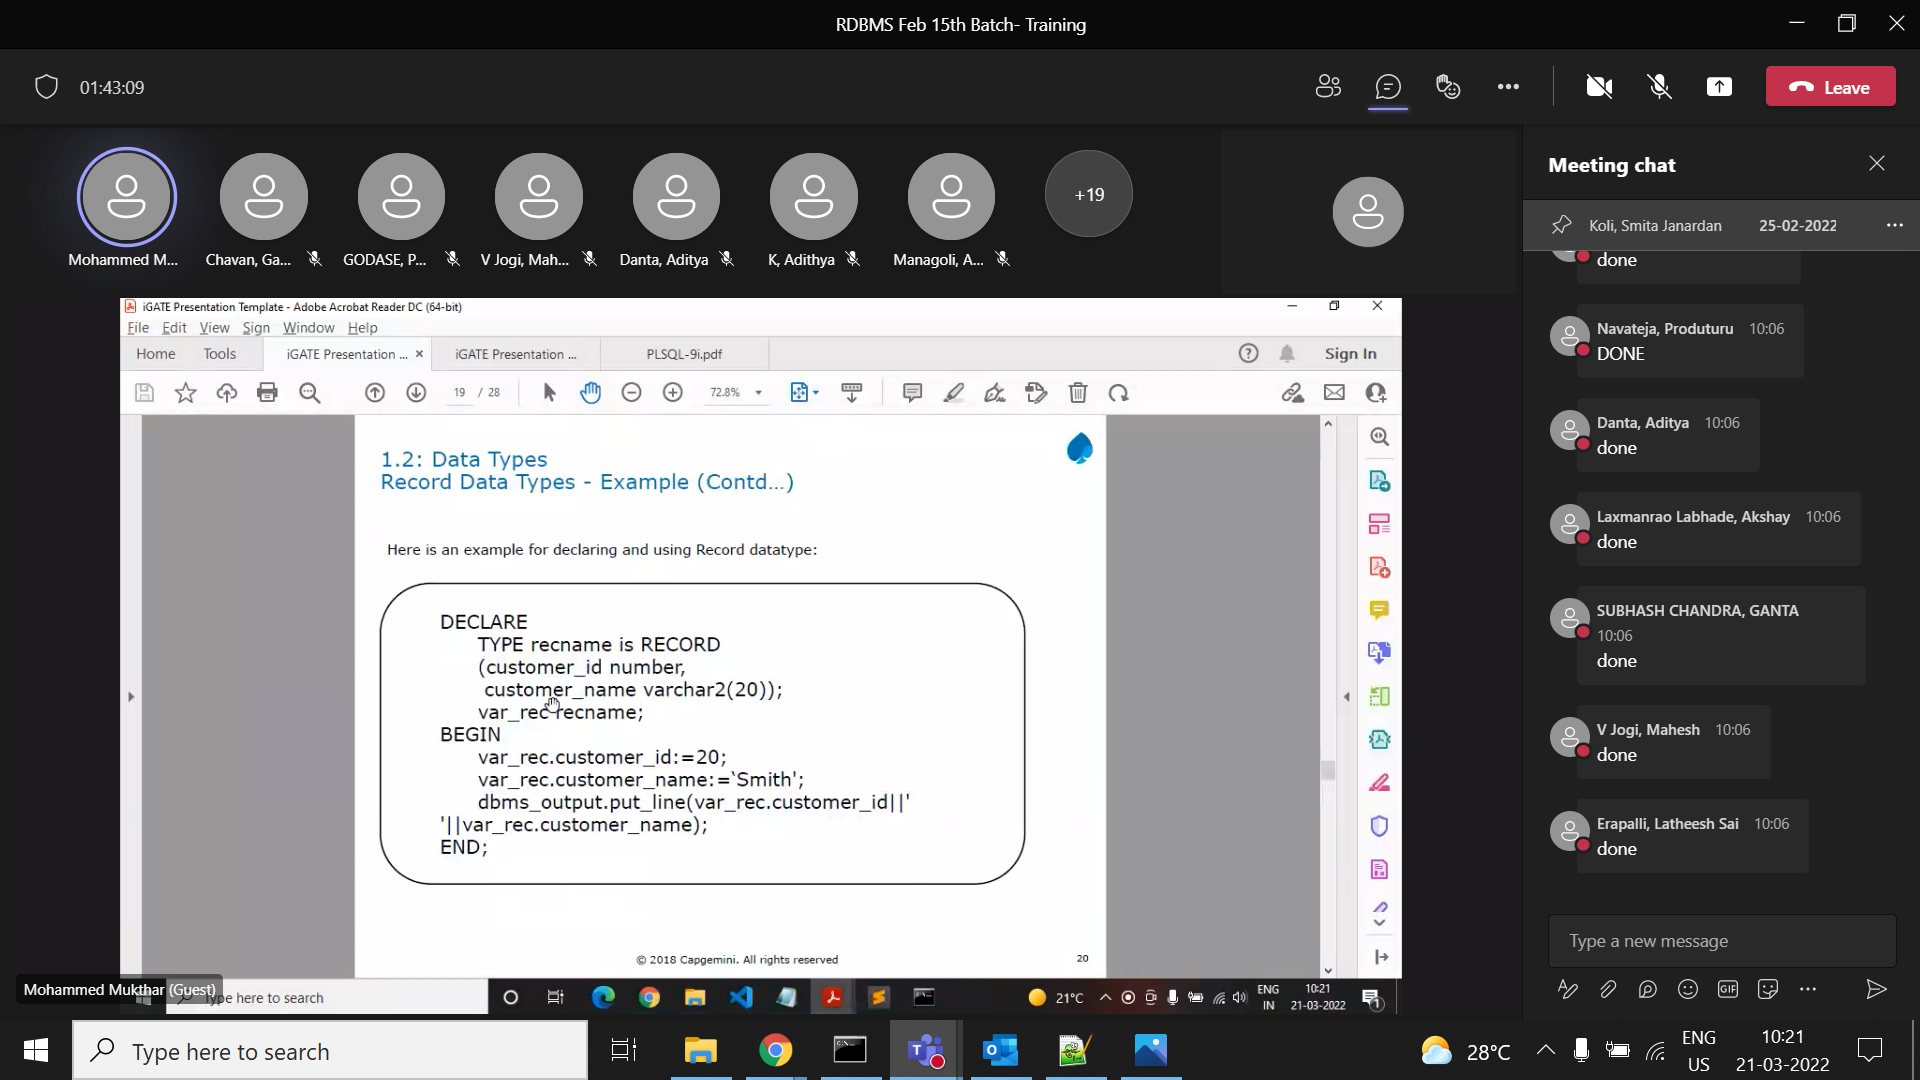 RDBMS Feb 15th Batch- Training
01:43:09
Leave
Mohammed M...
Chavan, Ga...
GODASE, P...
V Jogi, Mah...
Danta, Aditya
K, Adithya
Managoli, A...
+19
iGATE Presentation Template - Adobe Acrobat Reader DC (64-bit)
File Edit View Sign Window Help
Home Tools iGATE Presentation ... × iGATE Presentation ... PLSQL-9i.pdf Sign In
19 / 28 72.8%
1.2: Data Types
Record Data Types - Example (Contd...)
Here is an example for declaring and using Record datatype:
DECLARE
TYPE recname is RECORD
(customer_id number,
customer_name varchar2(20));
var_rec recname;
BEGIN
var_rec.customer_id:=20;
var_rec.customer_name:=‘Smith';
dbms_output.put_line(var_rec.customer_id||'
'||var_rec.customer_name);
END;
© 2018 Capgemini. All rights reserved
20
Mohammed Mukthar (Guest)
Type here to search
21°C
ENG
IN
10:21
21-03-2022
1
Meeting chat
Koli, Smita Janardan 25-02-2022
done
Navateja, Produturu 10:06
DONE
Danta, Aditya 10:06
done
Laxmanrao Labhade, Akshay 10:06
done
SUBHASH CHANDRA, GANTA
10:06
done
V Jogi, Mahesh 10:06
done
Erapalli, Latheesh Sai 10:06
done
Type a new message
GIF
Type here to search
28°C
ENG
US
10:21
21-03-2022